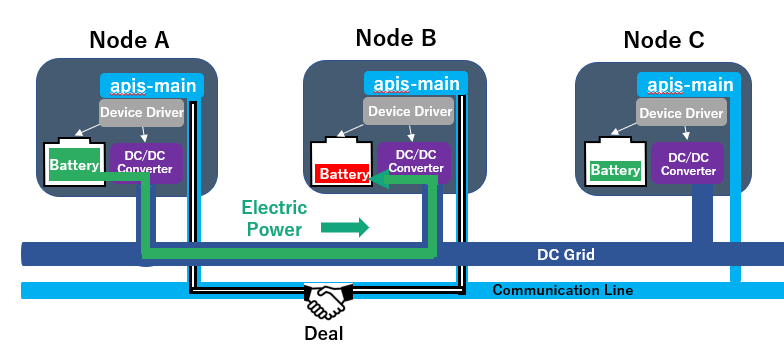 Node A
Node B
Node C
apis-main
apis-main
apis-main
Device Driver
Device Driver
Device Driver
Battery
DC/DC
Converter
Battery
DC/DC
Converter
Battery
DC/DC
Converter
Electric
Power
DC Grid
Communication Line
Deal